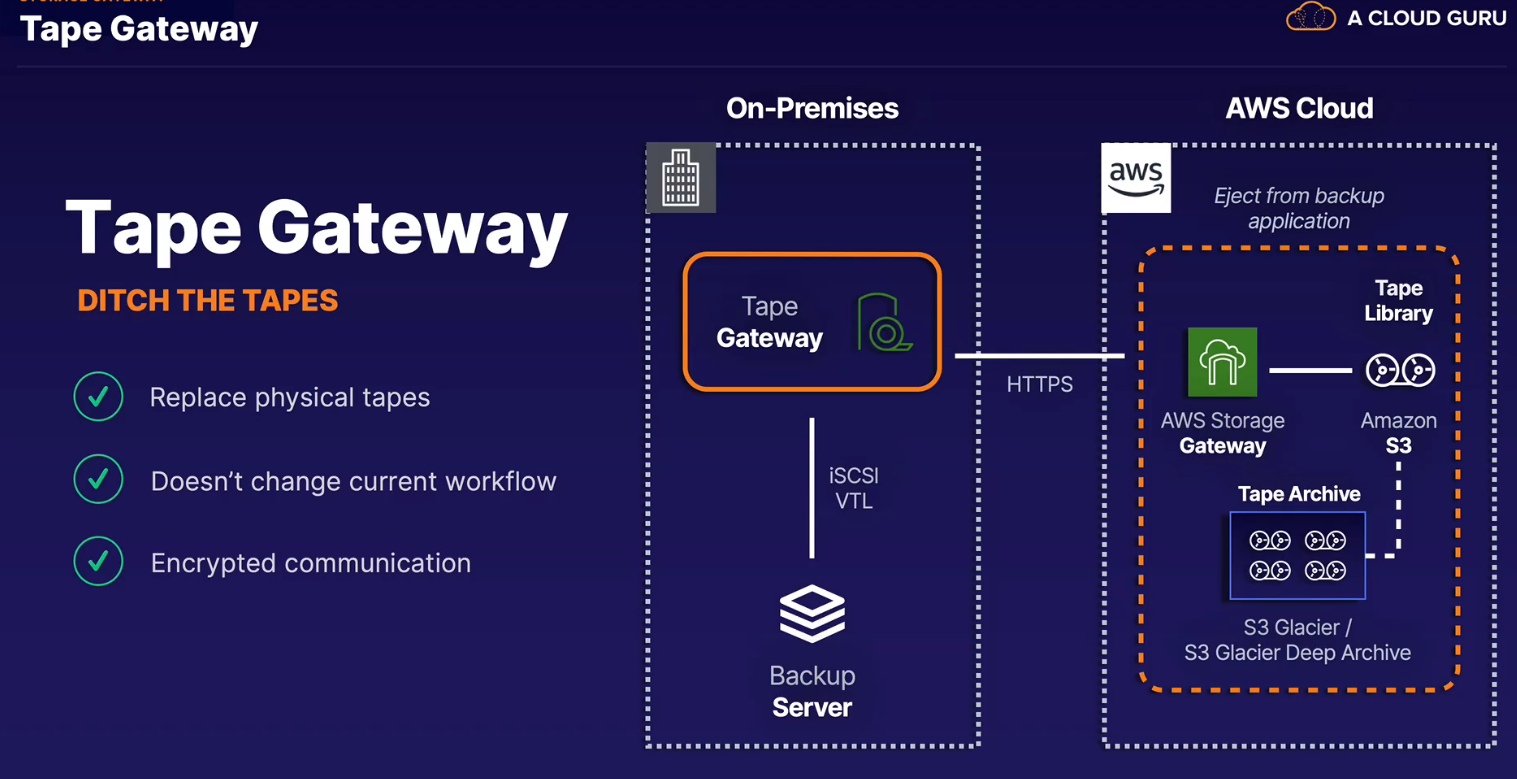 STORAGE GATEWAY
Tape Gateway
A CLOUD GURU
Tape Gateway
DITCH THE TAPES
Replace physical tapes
Doesn’t change current workflow
Encrypted communication
On-Premises
Tape
Gateway
iSCSI
VTL
Backup
Server
HTTPS
AWS Cloud
aws
Eject from backup
application
Tape
Library
AWS Storage
Gateway
Amazon
S3
Tape Archive
S3 Glacier /
S3 Glacier Deep Archive